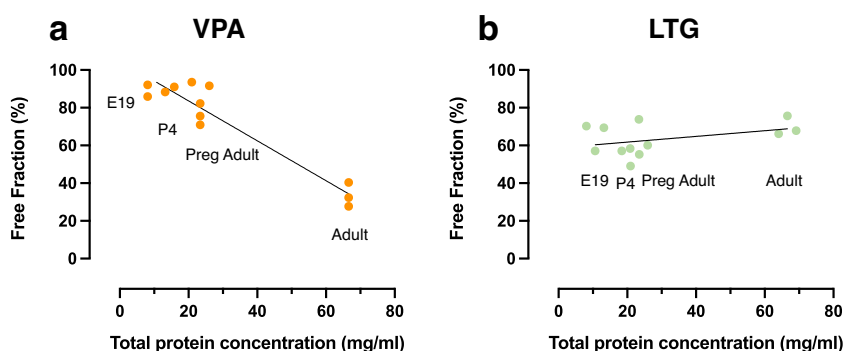 a VPA
Free Fraction (%)
100
80
60
40
20
0
E19
P4
Preg Adult
Adult
0 20 40 60 80
Total protein concentration (mg/ml)
b LTG
Free Fraction (%)
100
80
60
40
20
0
E19 P4 Preg Adult Adult
0 20 40 60 80
Total protein concentration (mg/ml)